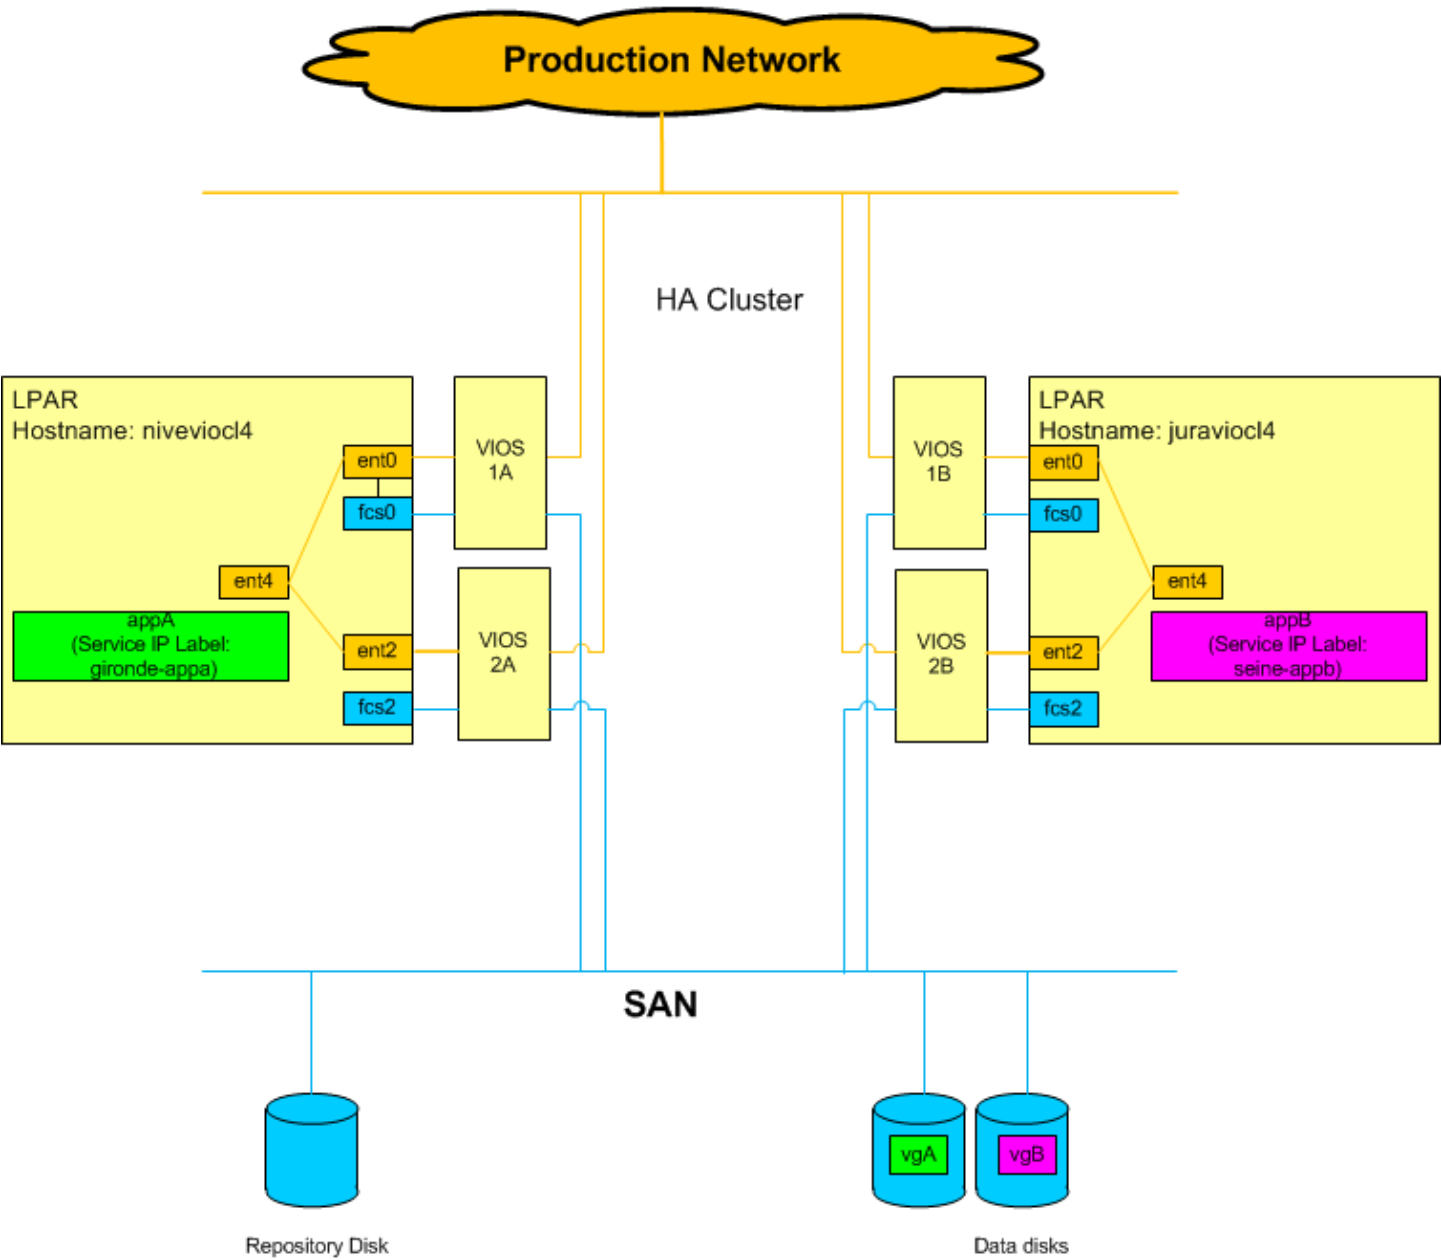 Production Network
HA Cluster
LPAR
Hostname: niveviocl4
ent0
fcs0
ent4
appA
(Service IP Label:
gironde-appa)
ent2
fcs2
VIOS
1A
VIOS
2A
VIOS
1B
VIOS
2B
LPAR
Hostname: juraviocl4
ent0
fcs0
ent4
appB
(Service IP Label:
seine-appb)
ent2
fcs2
SAN
vgA
vgB
Repository Disk
Data disks